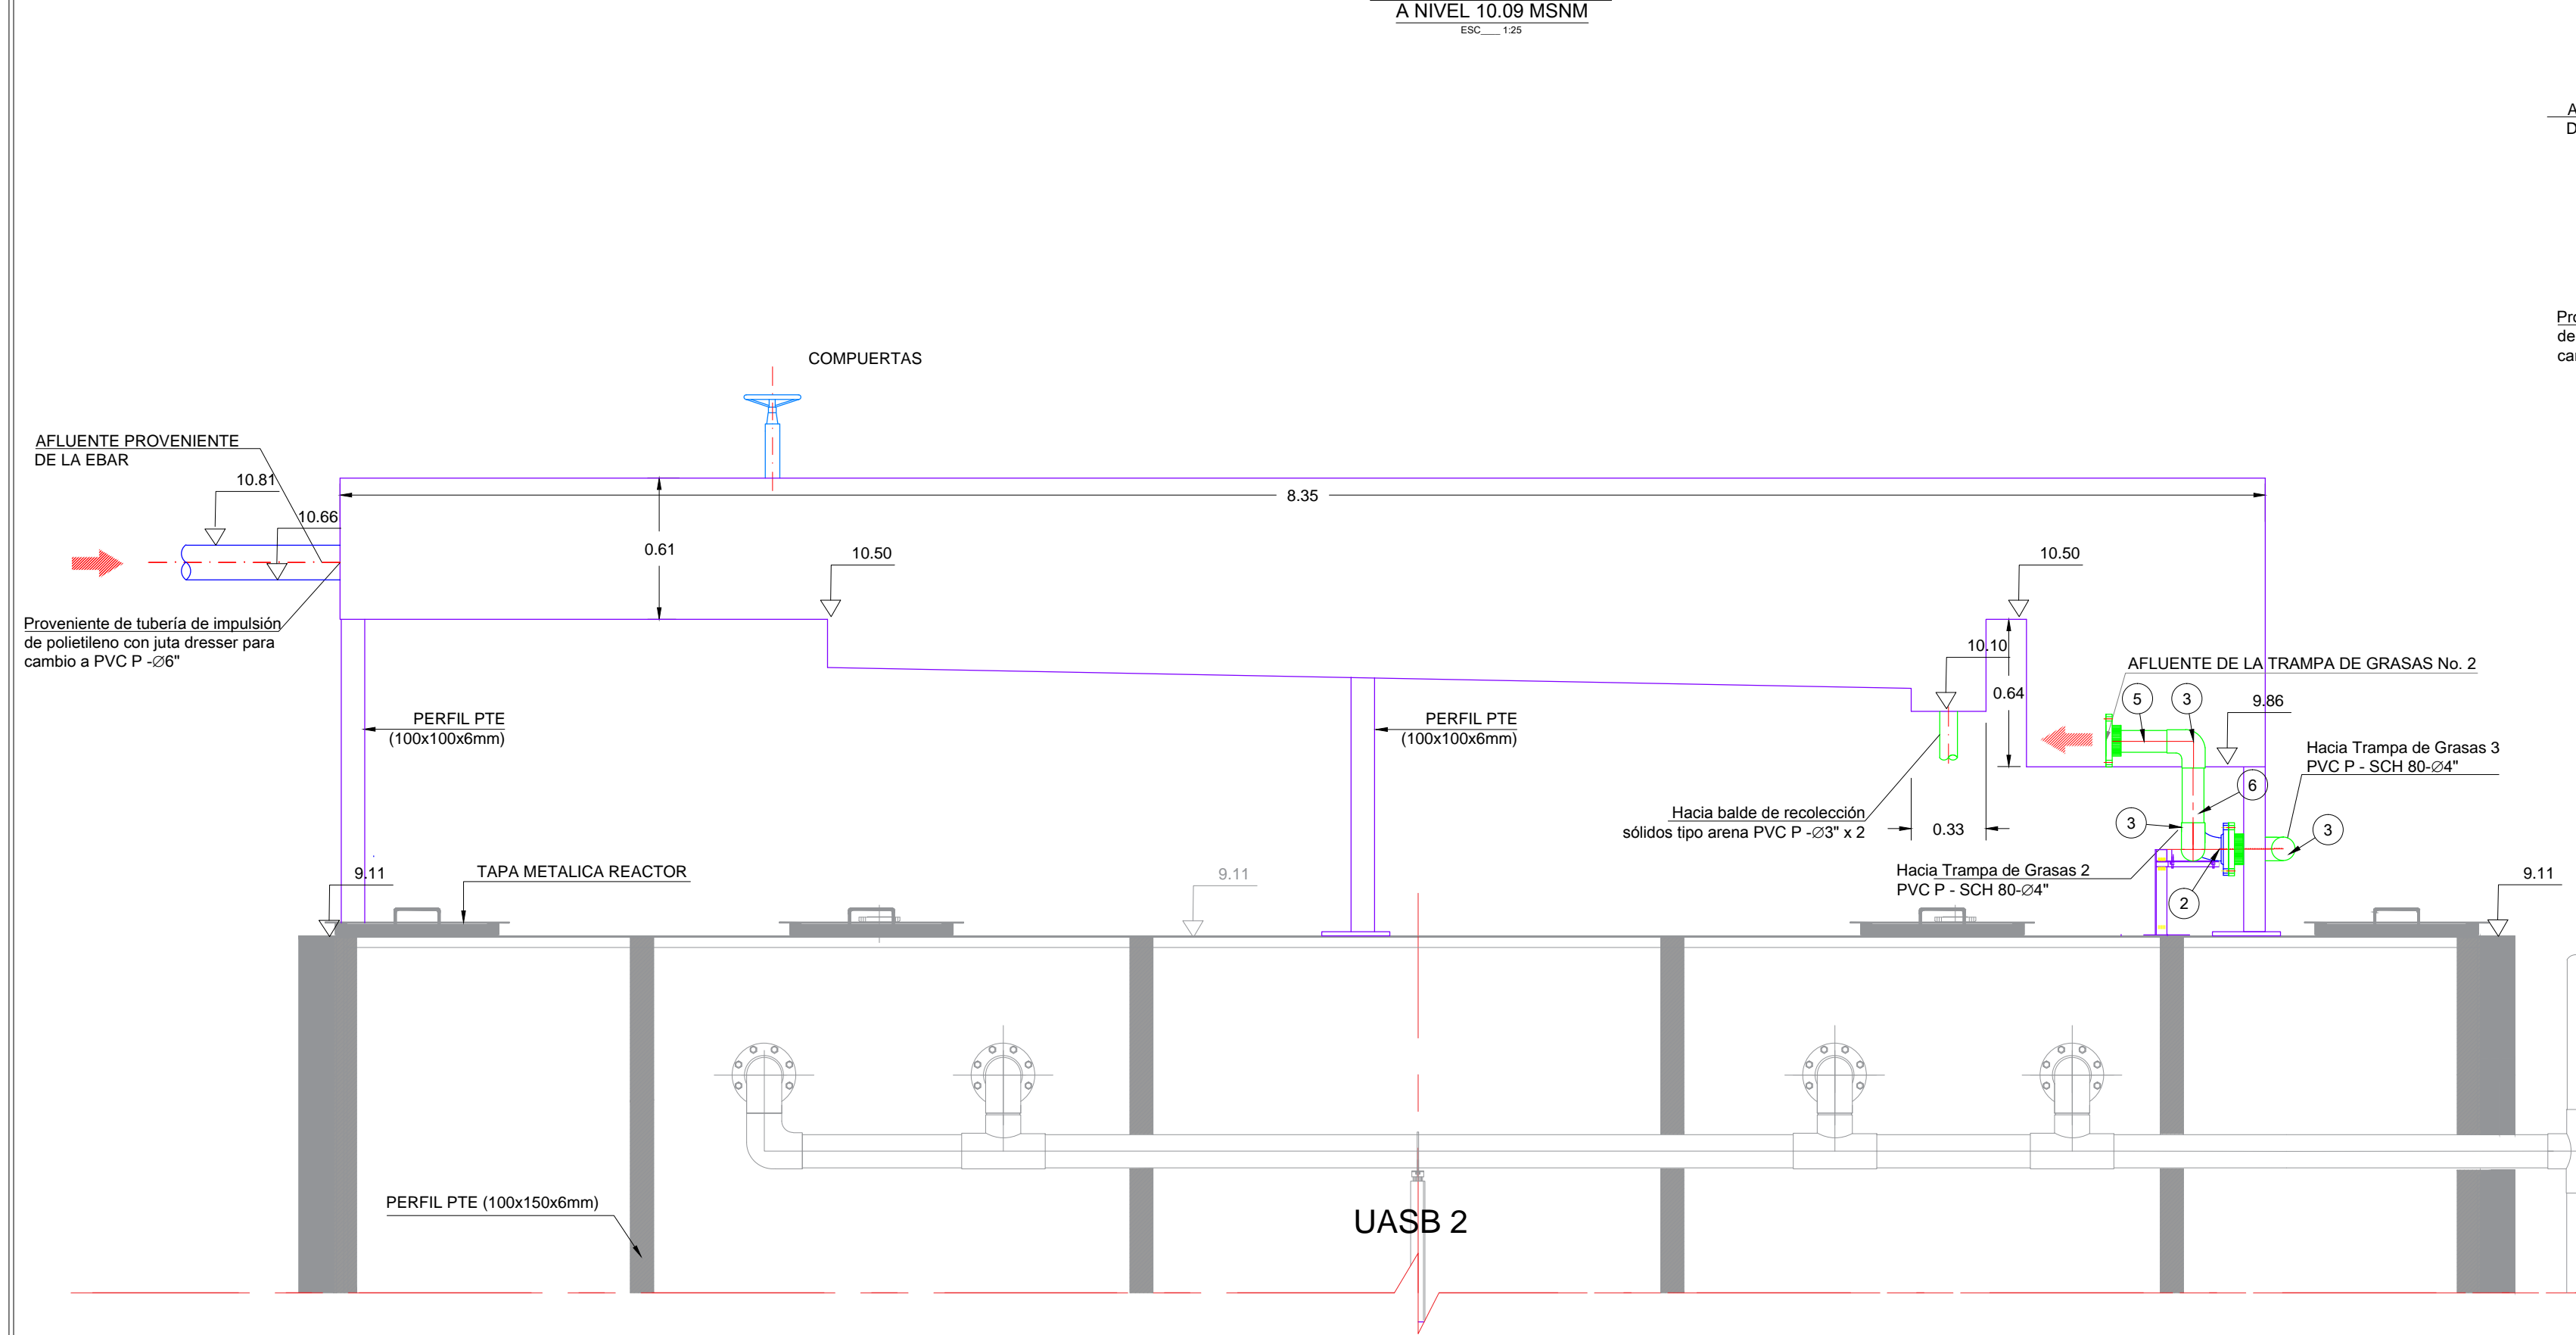 A NIVEL 10.09 MSNM
ESC____ 1:25
COMPUERTAS
AFLUENTE PROVENIENTE
DE LA EBAR
10.81
10.66
8.35
0.61
10.50
10.50
Proveniente de tubería de impulsión
de polietileno con juta dresser para
cambio a PVC P -∅6"
10.10
0.64
AFLUENTE DE LA TRAMPA DE GRASAS No. 2
5
3
9.86
PERFIL PTE
(100x100x6mm)
PERFIL PTE
(100x100x6mm)
Hacia Trampa de Grasas 3
PVC P - SCH 80-∅4"
6
Hacia balde de recolección
sólidos tipo arena PVC P -∅3" x 2
0.33
3
3
Hacia Trampa de Grasas 2
PVC P - SCH 80-∅4"
2
9.11
TAPA METALICA REACTOR
9.11
9.11
PERFIL PTE (100x150x6mm)
UASB 2